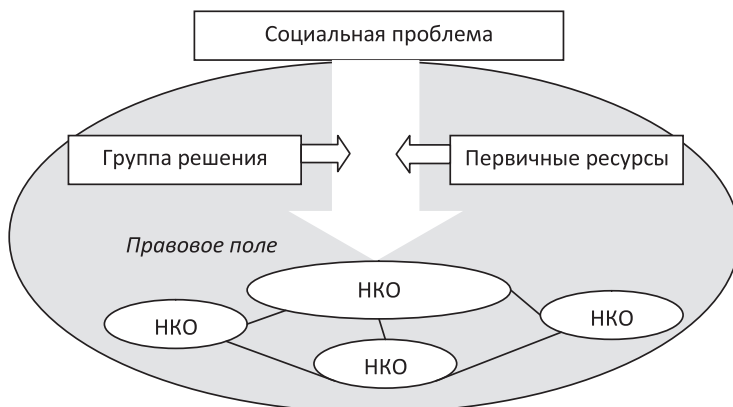 Социальная проблема
Группа решения
Первичные ресурсы
Правовое поле
НКО
НКО
НКО
НКО